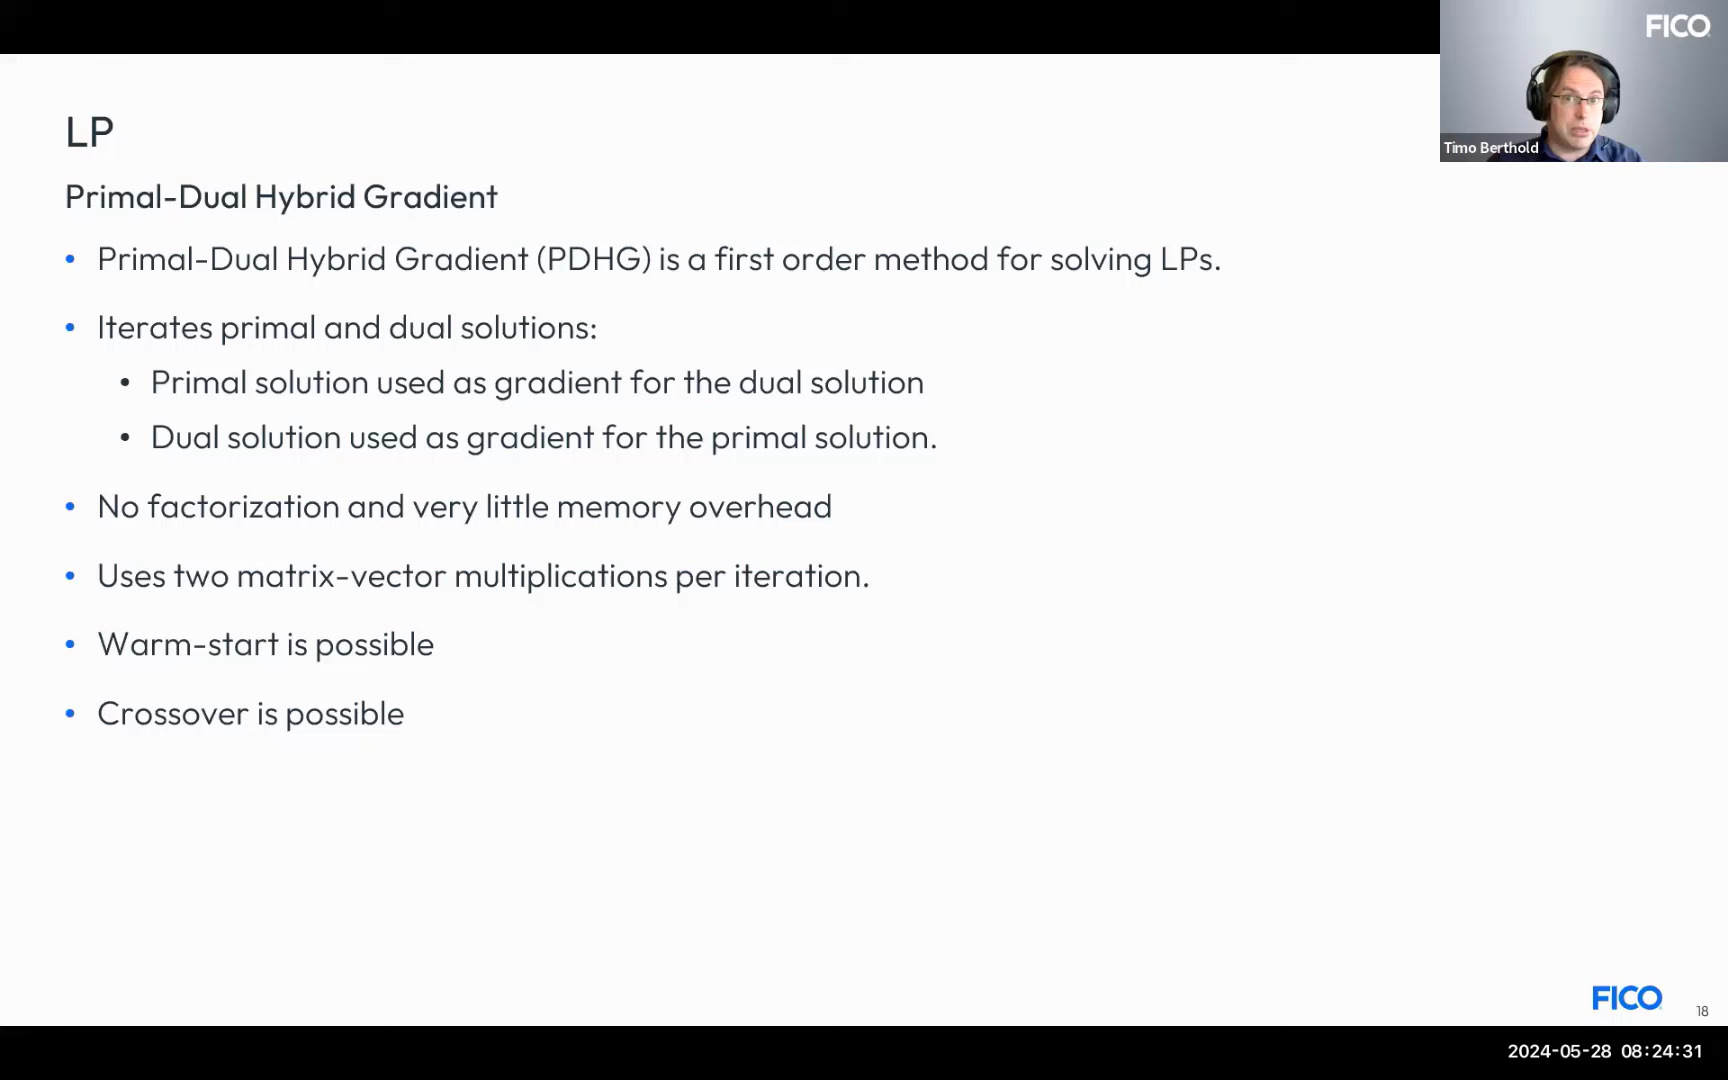 FICO
Timo Berthold
LP
Primal-Dual Hybrid Gradient
• Primal-Dual Hybrid Gradient (PDHG) is a first order method for solving LPs.
• Iterates primal and dual solutions:
• Primal solution used as gradient for the dual solution
• Dual solution used as gradient for the primal solution.
• No factorization and very little memory overhead
• Uses two matrix-vector multiplications per iteration.
• Warm-start is possible
• Crossover is possible
FICO
18
2024-05-28 08:24:31